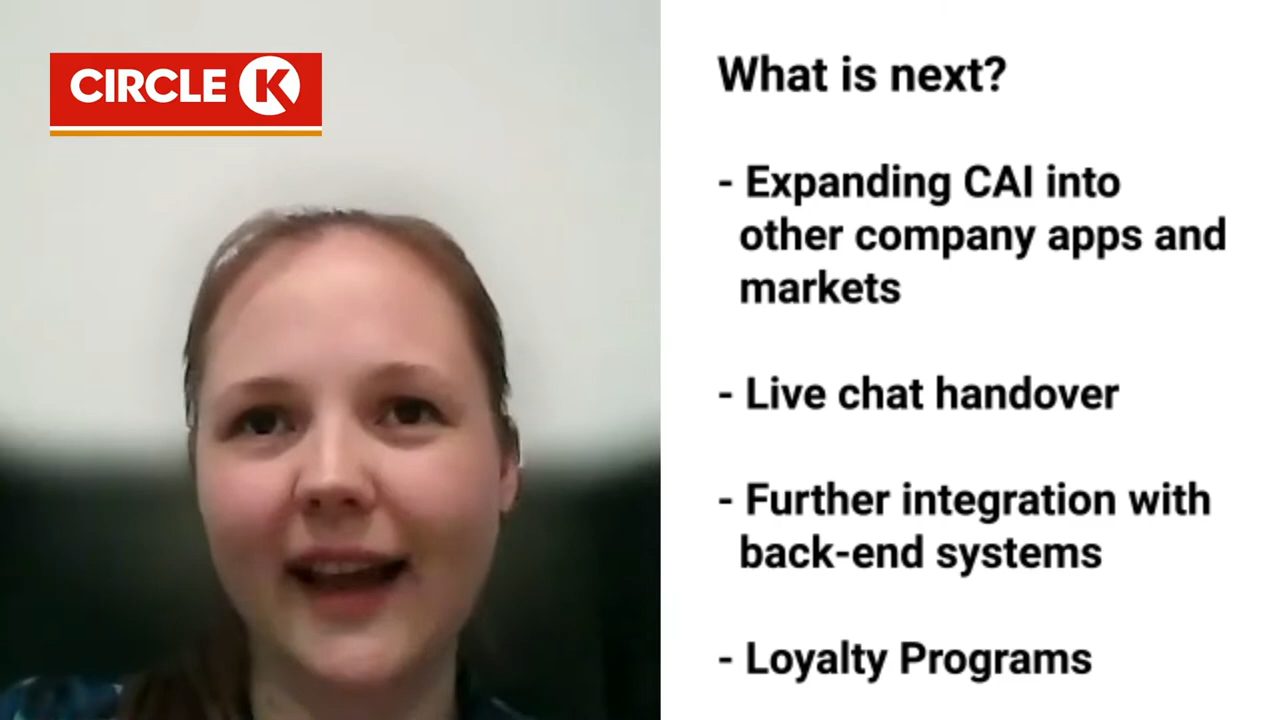 CIRCLE K
What is next?
- Expanding CAI into
other company apps and
markets
- Live chat handover
- Further integration with
back-end systems
- Loyalty Programs